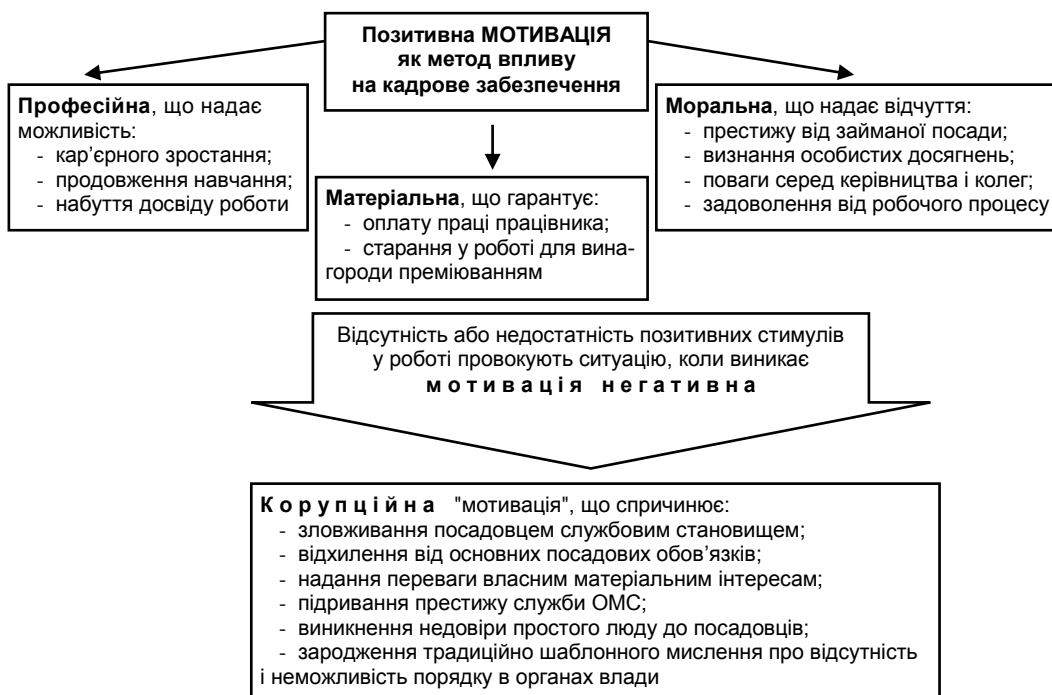 Позитивна МОТИВАЦІЯ
як метод впливу
на кадрове забезпечення
Професійна, що надає
можливість:
- кар’єрного зростання;
- продовження навчання;
- набуття досвіду роботи
Матеріальна, що гарантує:
- оплату праці працівника;
- старання у роботі для вина-
городи преміюванням
Моральна, що надає відчуття:
- престижу від займаної посади;
- визнання особистих досягнень;
- поваги серед керівництва і колег;
- задоволення від робочого процесу
Відсутність або недостатність позитивних стимулів
у роботі провокують ситуацію, коли виникає
м о т и в а ц і я н е г а т и в н а
К о р у п ц і й н а "мотивація", що спричинює:
- зловживання посадовцем службовим становищем;
- відхилення від основних посадових обов’язків;
- надання переваги власним матеріальним інтересам;
- підривання престижу служби ОМС;
- виникнення недовіри простого люду до посадовців;
- зародження традиційно шаблонного мислення про відсутність
і неможливість порядку в органах влади